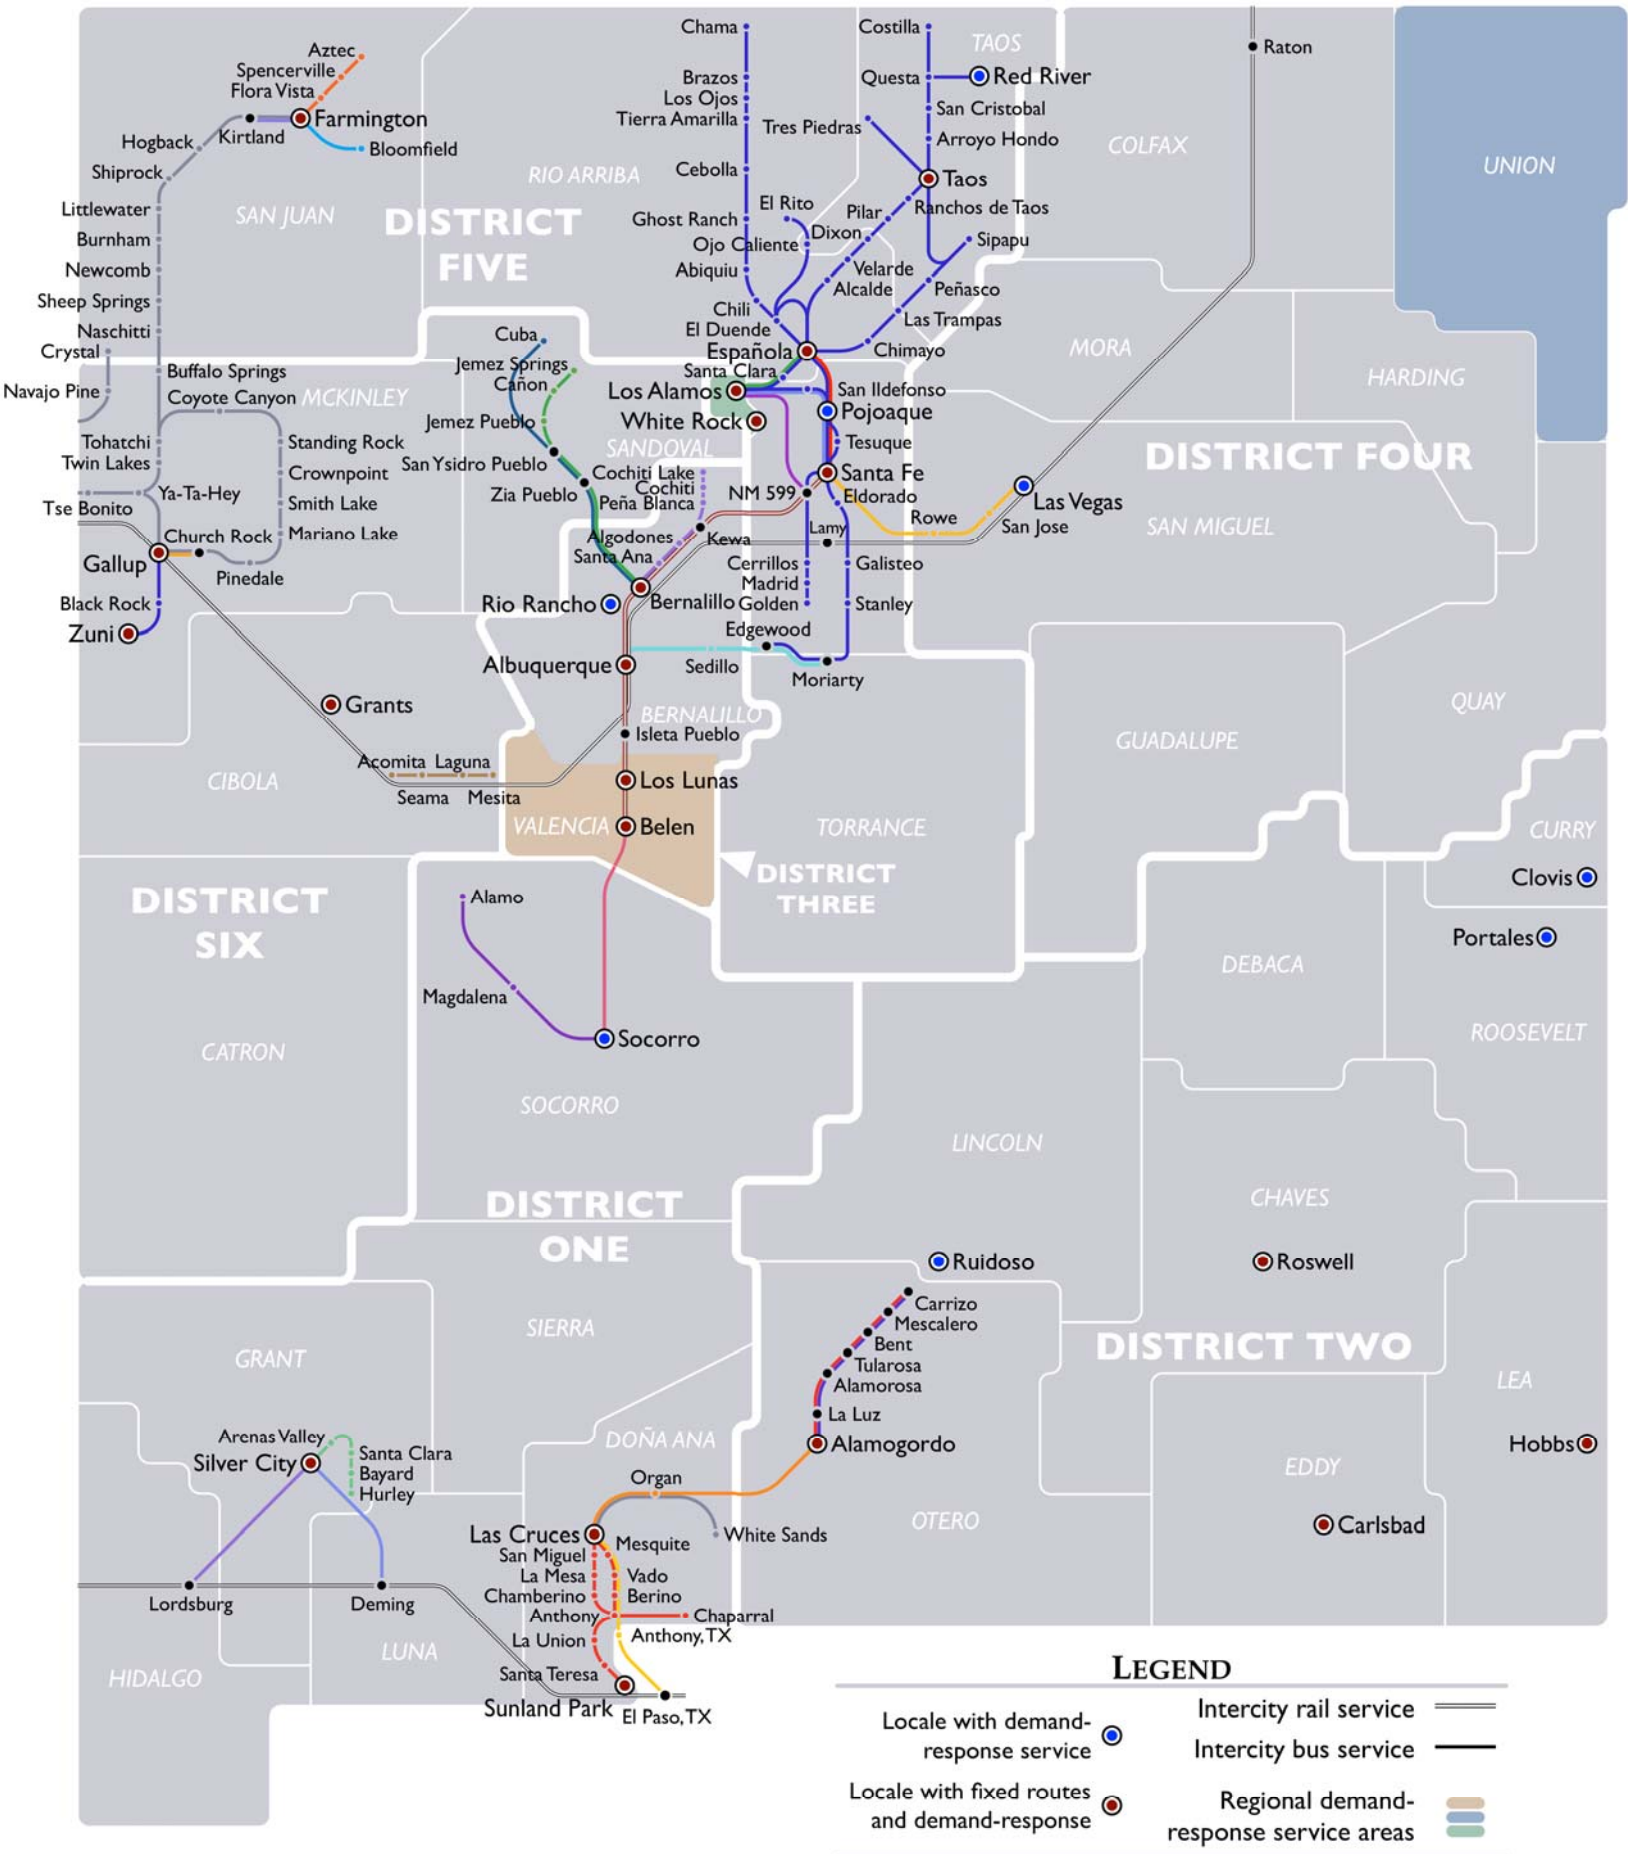 Chama
Costilla
TAOS
Raton
Aztec
Spencerville
Flora Vista
Brazos
Questa
Red River
Los Ojos
San Cristobal
Farmington
Tierra Amarilla
Tres Piedras
Kirtland
Hogback
Arroyo Hondo
COLFAX
Bloomfield
UNION
Shiprock
RIO ARRIBA
Cebolla
Taos
Littlewater
SAN JUAN
DISTRICT
FIVE
El Rito
Pilar
Ranchos de Taos
Ghost Ranch
Dixon
Burnham
Ojo Caliente
Sipapu
Newcomb
Abiquiu
Velarde
Alcalde
Peñasco
Sheep Springs
Chili
Las Trampas
Naschitti
El Duende
Cuba
Crystal
Española
Chimayo
MORA
Buffalo Springs
Jemez Springs
Santa Clara
HARDING
Navajo Pine
Coyote Canyon
MCKINLEY
Cañon
Los Alamos
San Ildefonso
Pojoaque
White Rock
Jemez Pueblo
Tohatchi
Standing Rock
SANDOVAL
Tesuque
DISTRICT FOUR
Twin Lakes
Crownpoint
San Ysidro Pueblo
Cochiti Lake
Santa Fe
Cochiti
Ya-Ta-Hey
Zia Pueblo
NM 599
Eldorado
Las Vegas
Tse Bonito
Smith Lake
Peña Blanca
Rowe
San Jose
SAN MIGUEL
Church Rock
Mariano Lake
Algodones
Kewa
Lamy
Gallup
Pinedale
Santa Ana
Cerrillos
Galisteo
Madrid
Black Rock
Rio Rancho
Bernalillo
Golden
Stanley
Zuni
Edgewood
Albuquerque
Sedillo
Moriarty
Grants
BERNALILLO
QUAY
Isleta Pueblo
GUADALUPE
Acomita
Laguna
CIBOLA
Los Lunas
Seama
Mesita
VALENCIA
Belen
TORRANCE
CURRY
DISTRICT
THREE
Clovis
DISTRICT
SIX
Alamo
Portales
DEBACA
Magdalena
ROOSEVELT
CATRON
Socorro
SOCORRO
LINCOLN
CHAVES
DISTRICT
ONE
Ruidoso
Roswell
Carrizo
SIERRA
Mescalero
GRANT
Bent
DISTRICT TWO
Tularosa
Alamorosa
LEA
La Luz
Arenas Valley
DOÑA ANA
Alamogordo
Hobbs
Silver City
Santa Clara
Bayard
Hurley
Organ
EDDY
Las Cruces
White Sands
OTERO
Carlsbad
Mesquite
San Miguel
La Mesa
Vado
Chamberino
Berino
Lordsburg
Deming
Anthony
Chaparral
La Union
Anthony, TX
LUNA
HIDALGO
Santa Teresa
Sunland Park
El Paso, TX
LEGEND
Locale with demand-
response service
Locale with fixed routes
and demand-response
Intercity rail service
Intercity bus service
Regional demand-
response service areas